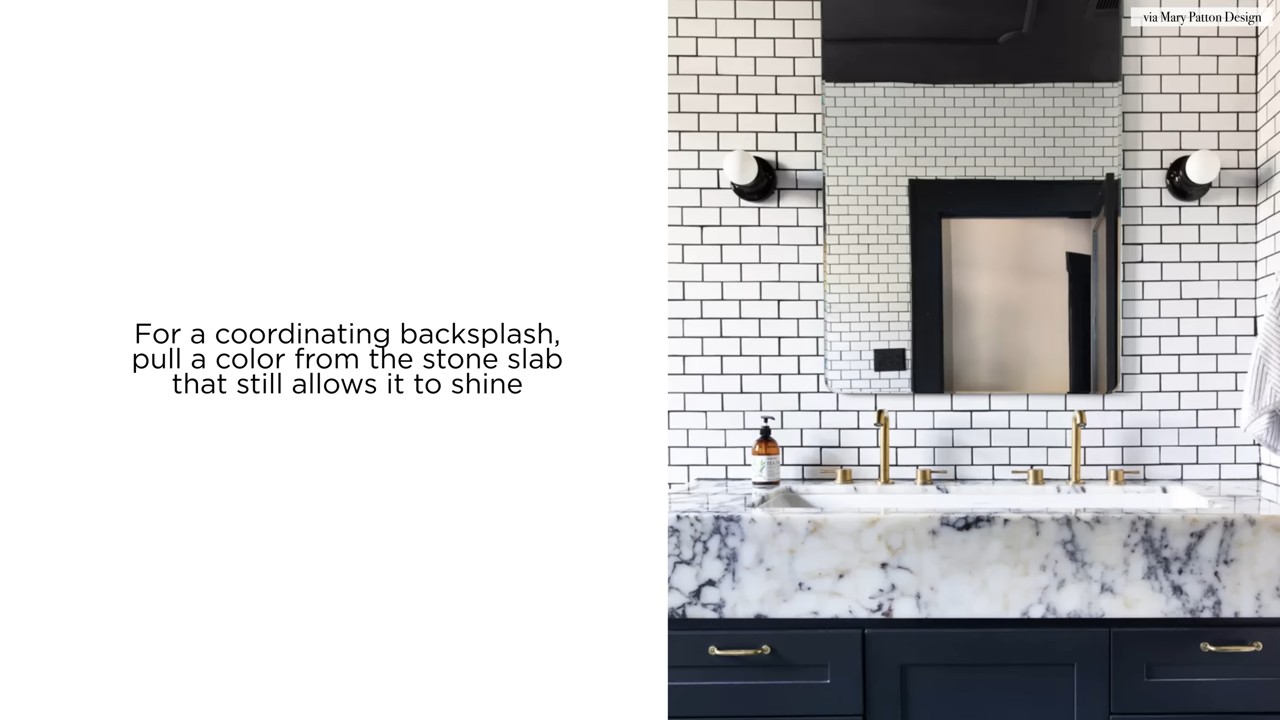 via Mary Patton Design
For a coordinating backsplash,
pull a color from the stone slab
that still allows it to shine